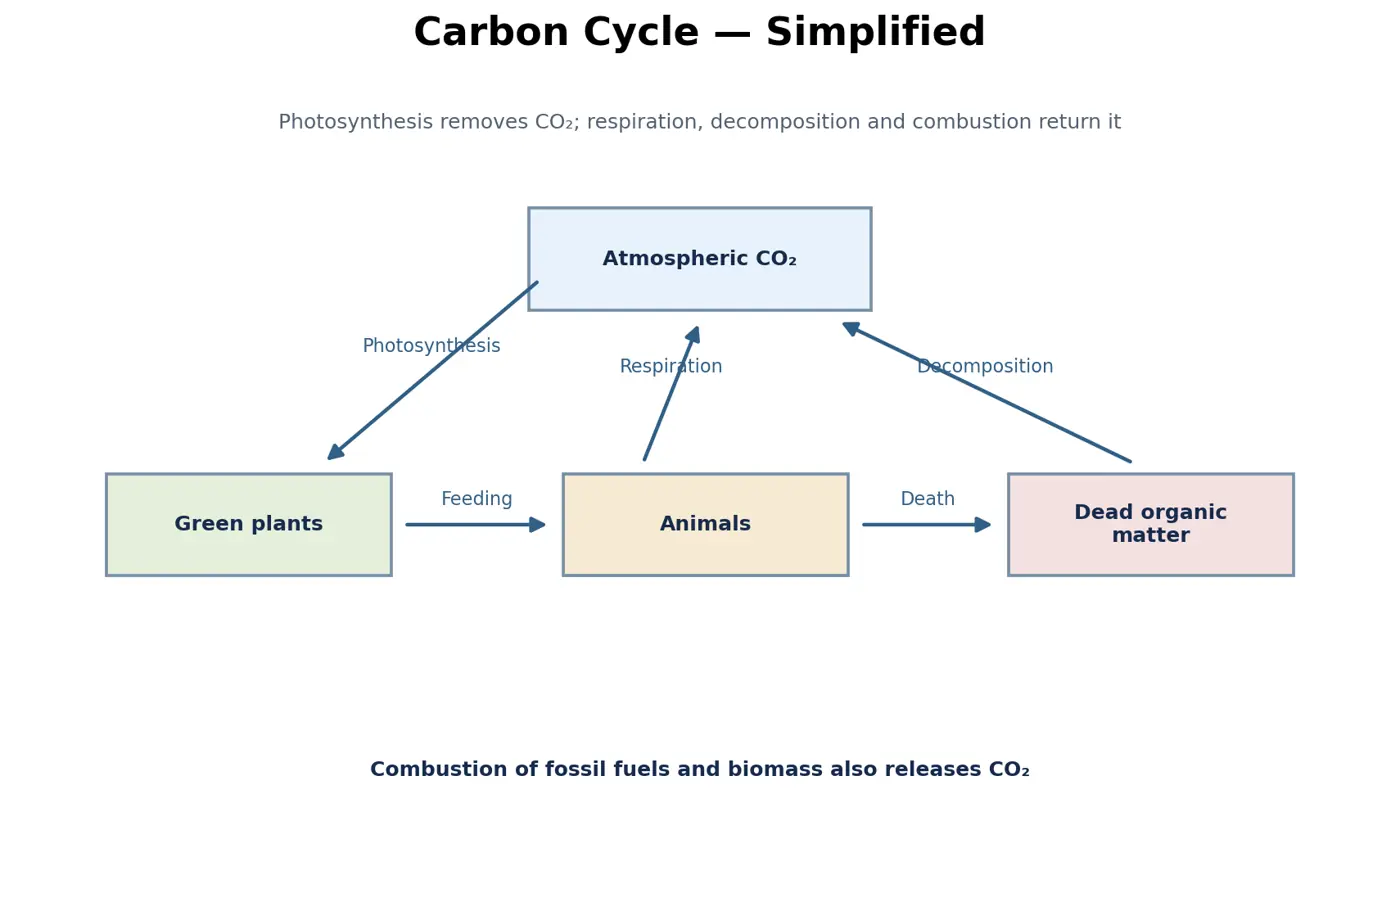 Carbon Cycle — Simplified
Photosynthesis removes CO₂; respiration, decomposition and combustion return it
Atmospheric CO₂
Photosynthesis
Respiration
Decomposition
Feeding
Death
Green plants
Animals
Dead organic
matter
Combustion of fossil fuels and biomass also releases CO₂